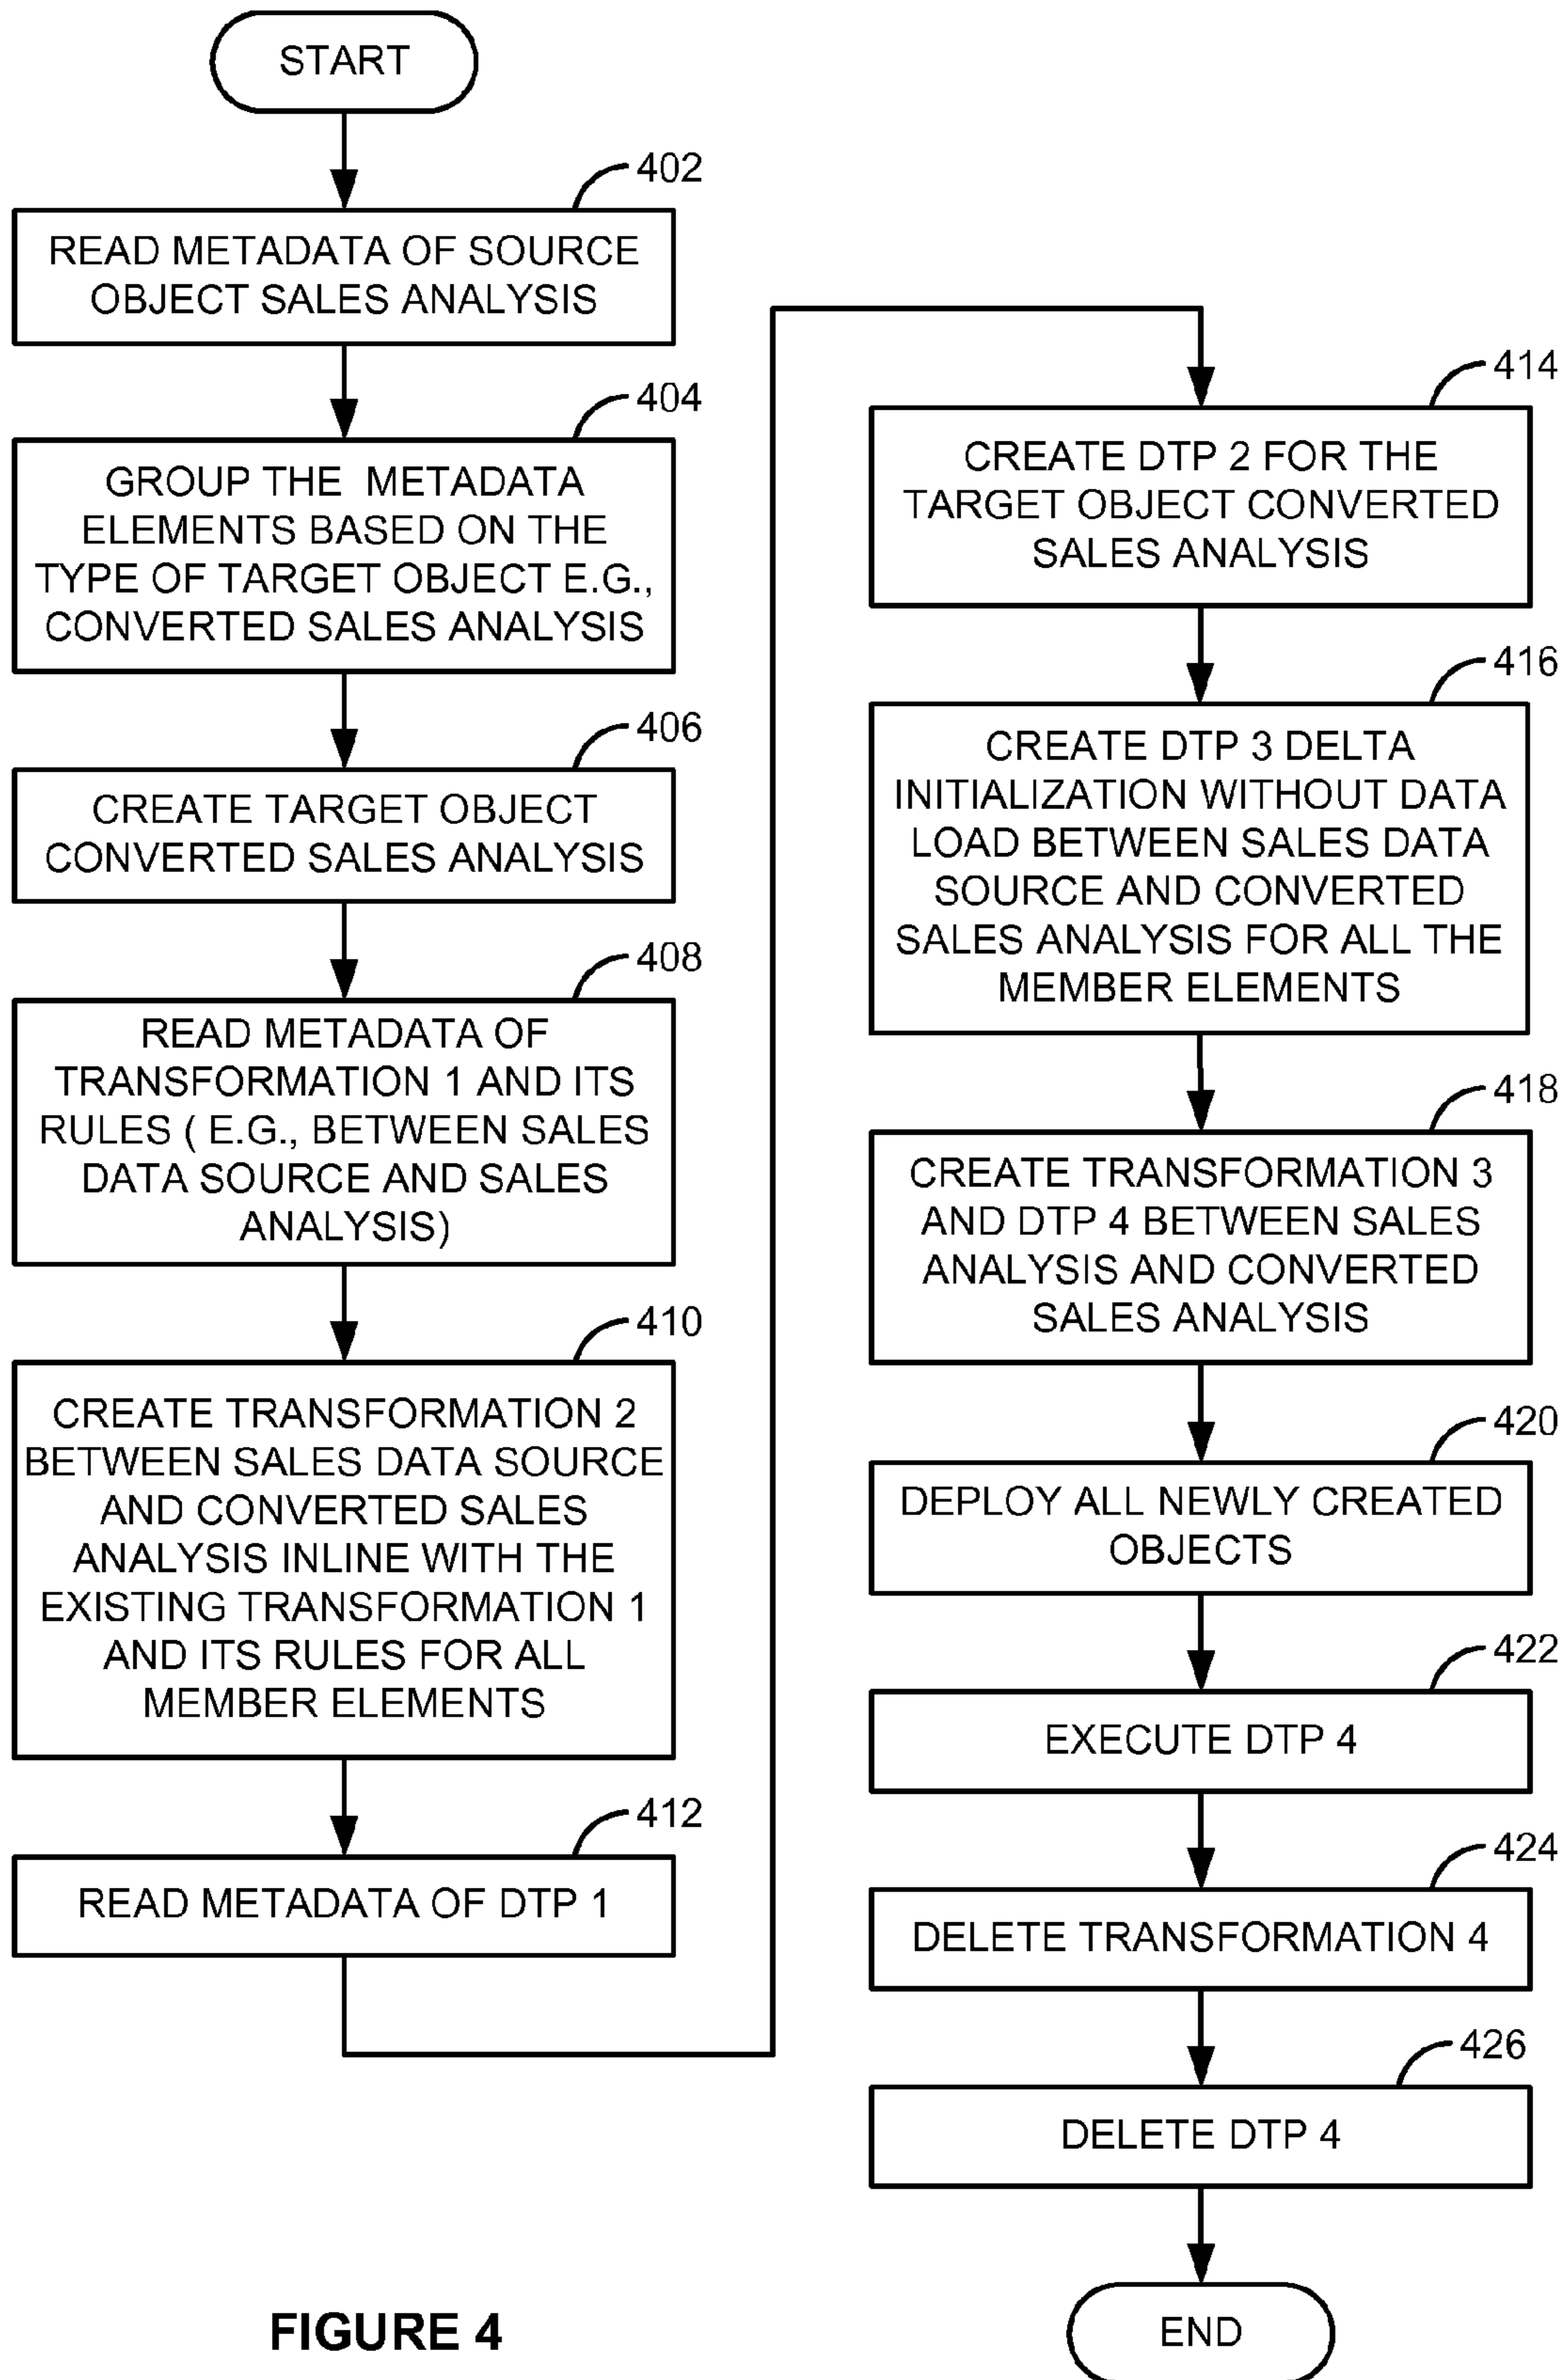 START
402
READ METADATA OF SOURCE
OBJECT SALES ANALYSIS
404
GROUP THE METADATA
ELEMENTS BASED ON THE
TYPE OF TARGET OBJECT E.G.,
CONVERTED SALES ANALYSIS
406
CREATE TARGET OBJECT
CONVERTED SALES ANALYSIS
408
READ METADATA OF
TRANSFORMATION 1 AND ITS
RULES ( E.G., BETWEEN SALES
DATA SOURCE AND SALES
ANALYSIS)
410
CREATE TRANSFORMATION 2
BETWEEN SALES DATA SOURCE
AND CONVERTED SALES
ANALYSIS INLINE WITH THE
EXISTING TRANSFORMATION 1
AND ITS RULES FOR ALL
MEMBER ELEMENTS
412
READ METADATA OF DTP 1
414
CREATE DTP 2 FOR THE
TARGET OBJECT CONVERTED
SALES ANALYSIS
416
CREATE DTP 3 DELTA
INITIALIZATION WITHOUT DATA
LOAD BETWEEN SALES DATA
SOURCE AND CONVERTED
SALES ANALYSIS FOR ALL THE
MEMBER ELEMENTS
418
CREATE TRANSFORMATION 3
AND DTP 4 BETWEEN SALES
ANALYSIS AND CONVERTED
SALES ANALYSIS
420
DEPLOY ALL NEWLY CREATED
OBJECTS
422
EXECUTE DTP 4
424
DELETE TRANSFORMATION 4
426
DELETE DTP 4
END
FIGURE 4